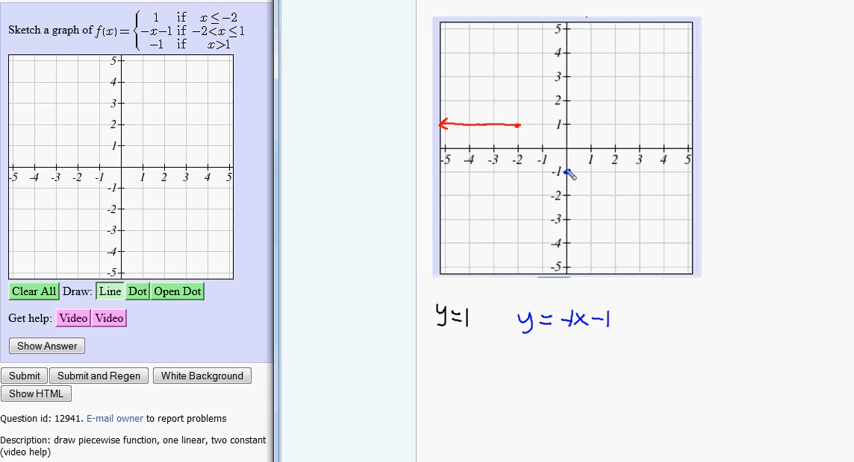 Sketch a graph of f(x) = { 1 if x ≤ -2
-x-1 if -2<x ≤ 1
-1 if x>1
5
4
3
2
1
-5 -4 -3 -2 -1 1 2 3 4 5
-1
-2
-3
-4
-5
Clear All Draw: Line Dot Open Dot
Get help: Video Video
Show Answer
Submit Submit and Regen White Background
Show HTML
Question id: 12941. E-mail owner to report problems
Description: draw piecewise function, one linear, two constant
(video help)
5
4
3
2
1
-5 -4 -3 -2 -1 1 2 3 4 5
-1
-2
-3
-4
-5
y=1 y=-1x-1